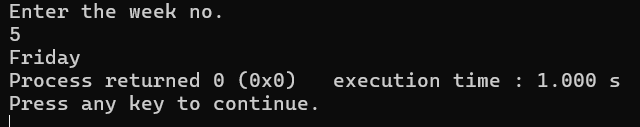 Enter the week no.
5
Friday
Process returned 0 (0x0)   execution time : 1.000 s
Press any key to continue.